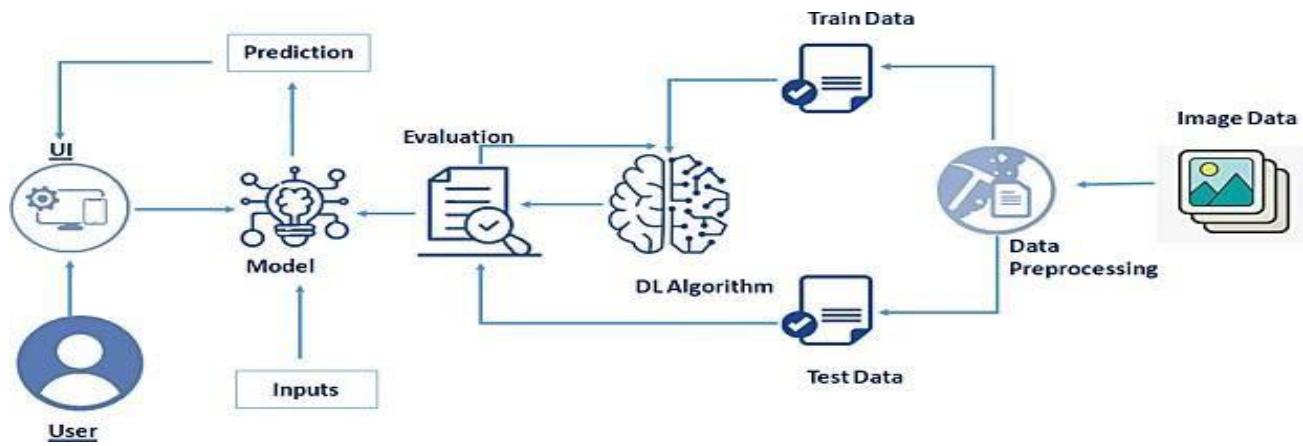 Train Data
Prediction
Image Data
Evaluation
UI
Model
DL Algorithm
Data
Preprocessing
Inputs
Test Data
User